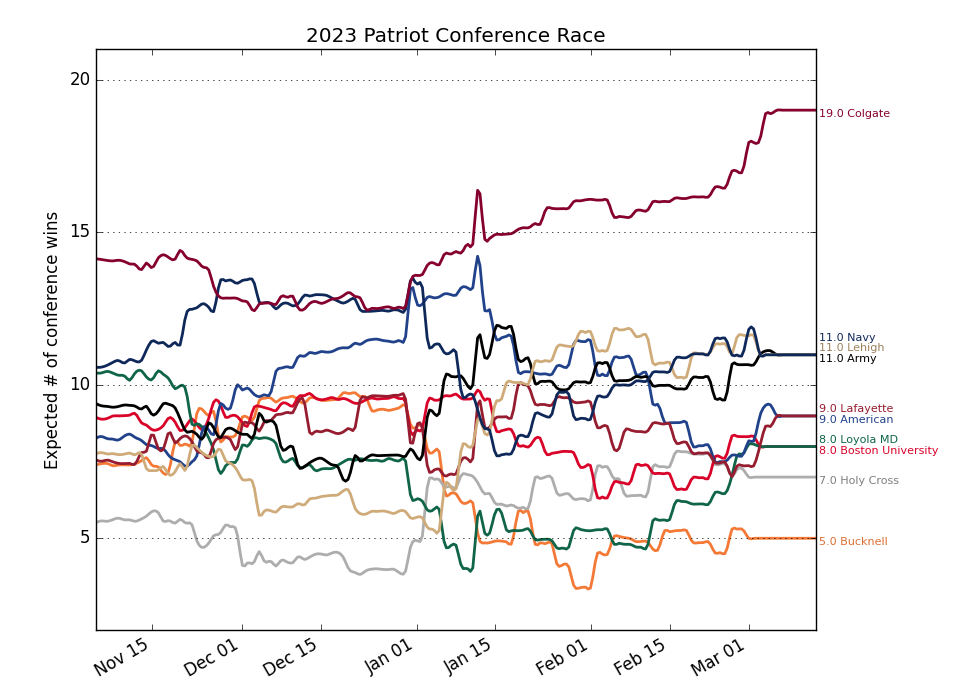 2023 Patriot Conference Race
Expected # of conference wins
20
15
10
5
Nov 15
Dec 01
Dec 15
Jan 01
Jan 15
Feb 01
Feb 15
Mar 01
19.0 Colgate
11.0 Navy
11.0 Lehigh
11.0 Army
9.0 Lafayette
9.0 American
8.0 Loyola MD
8.0 Boston University
7.0 Holy Cross
5.0 Bucknell